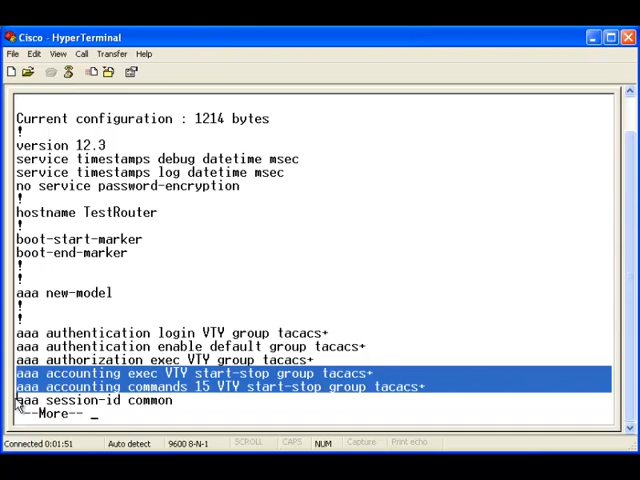 Cisco - HyperTerminal
File Edit View Call Transfer Help
Current configuration : 1214 bytes
!
version 12.3
service timestamps debug datetime msec
service timestamps log datetime msec
no service password-encryption
!
hostname TestRouter
!
boot-start-marker
boot-end-marker
!
!
aaa new-model
!
!
aaa authentication login VTY group tacacs+
aaa authentication enable default group tacacs+
aaa authorization exec VTY group tacacs+
aaa accounting exec VTY start-stop group tacacs+
aaa accounting commands 15 VTY start-stop group tacacs+
aaa session-id common
--More-- _
Connected 0:01:51 Auto detect 9600 8-N-1 SCROLL CAPS NUM Capture Print echo